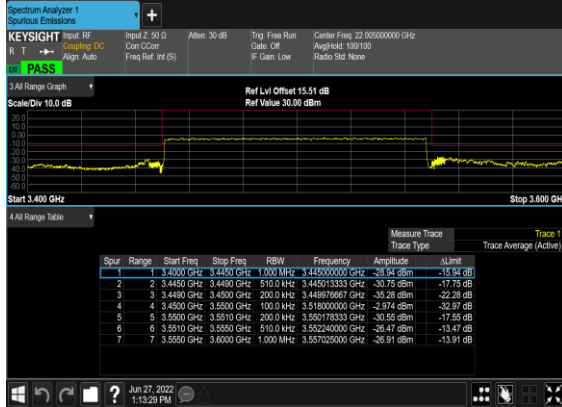 Spectrum Analyzer 1
Spurious Emissions
+
KEYSIGHT Input: RF Input Z: 50 Ω Atten: 30 dB Trig: Free Run Center Freq: 22.005000000 GHz
R T Coupling: DC Corr CCorr Gate: Off Avg|Hold: 100/100
Align: Auto Freq Ref: Int (S) IF Gain: Low Radio Std: None
PASS
3 All Range Graph
Ref Lvl Offset 15.51 dB
Scale/Div 10.0 dB Ref Value 30.00 dBm
20.0
10.0
0.00
-10.0
-20.0
-30.0
-40.0
-50.0
-60.0
Start 3.400 GHz Stop 3.600 GHz
4 All Range Table
Measure Trace Trace 1
Trace Type Trace Average (Active)
Spur Range Start Freq Stop Freq RBW Frequency Amplitude ΔLimit
1 1 3.4000 GHz 3.4450 GHz 1.000 MHz 3.445000000 GHz -28.94 dBm -15.94 dB
2 2 3.4450 GHz 3.4490 GHz 510.0 kHz 3.445013333 GHz -30.75 dBm -17.75 dB
3 3 3.4490 GHz 3.4500 GHz 200.0 kHz 3.449976667 GHz -35.28 dBm -22.28 dB
4 4 3.4500 GHz 3.5500 GHz 100.0 kHz 3.518000000 GHz -2.974 dBm -32.97 dB
5 5 3.5500 GHz 3.5510 GHz 200.0 kHz 3.550178333 GHz -30.55 dBm -17.55 dB
6 6 3.5510 GHz 3.5550 GHz 510.0 kHz 3.552240000 GHz -26.47 dBm -13.47 dB
7 7 3.5550 GHz 3.6000 GHz 1.000 MHz 3.557025000 GHz -26.91 dBm -13.91 dB
? Jun 27, 2022
1:13:29 PM